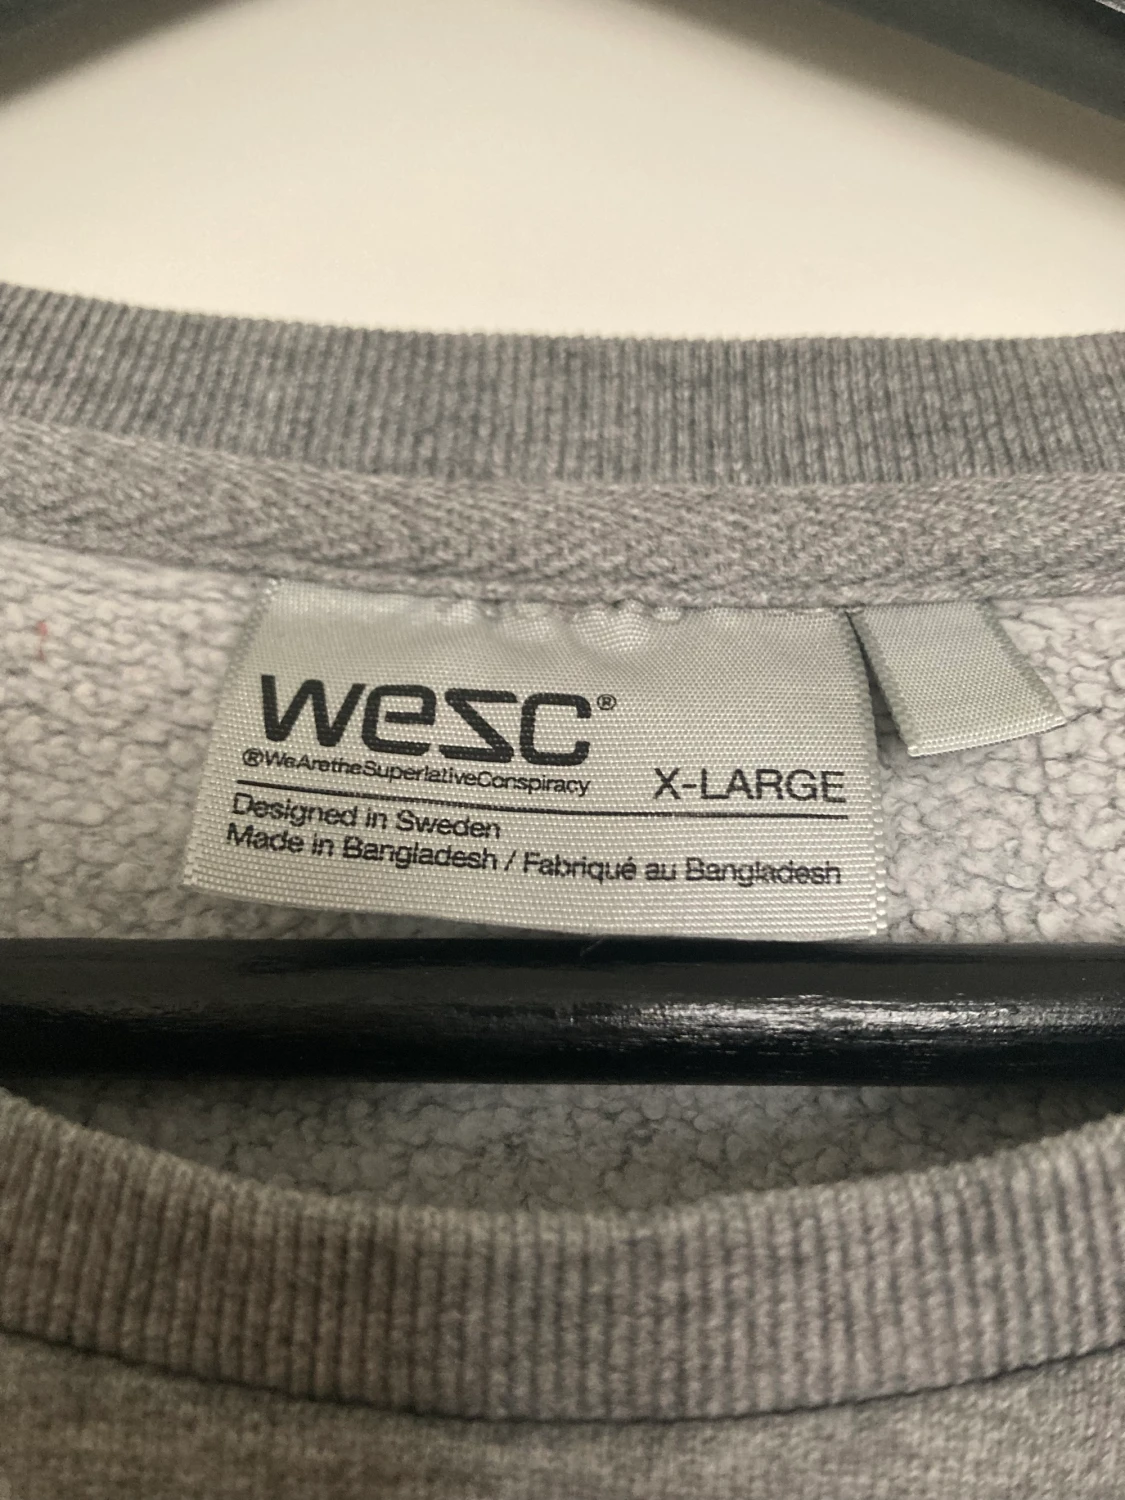 wesc®
®WeAretheSuperlativeConspiracy
X-LARGE
Designed in Sweden
Made in Bangladesh / Fabriqué au Bangladesh